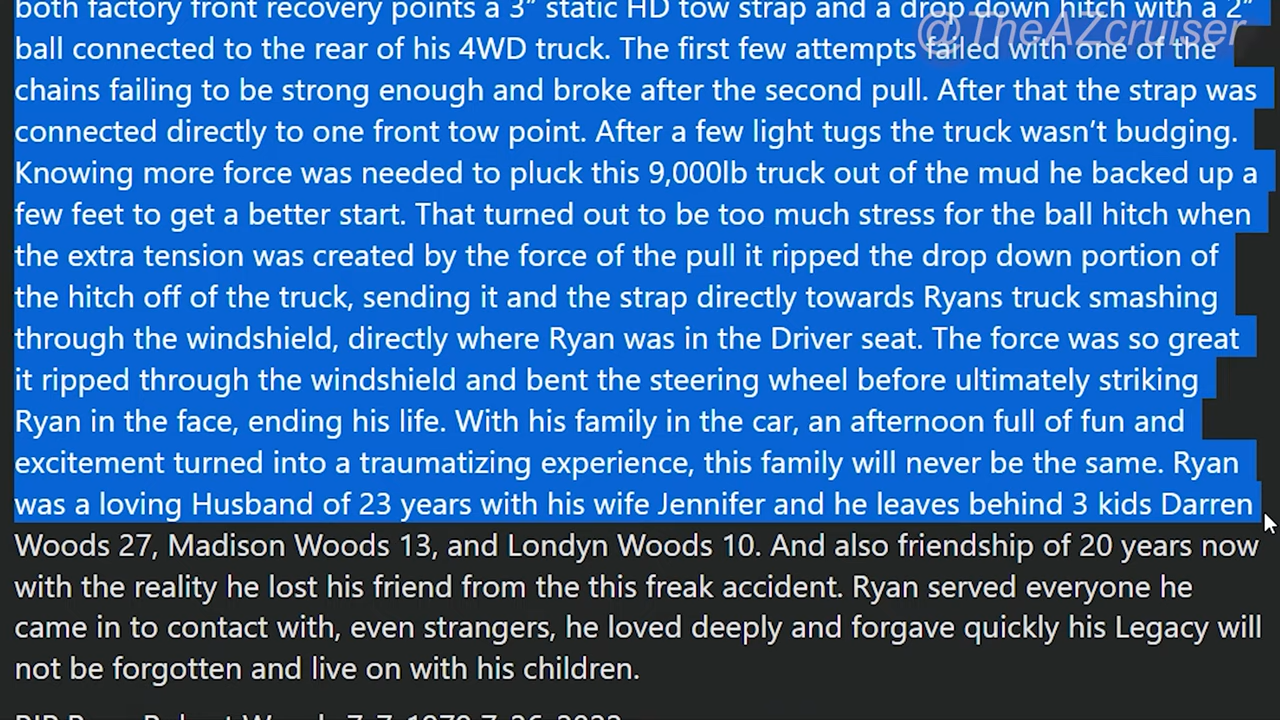 both factory front recovery points a 3” static HD tow strap and a drop down hitch with a 2”
@TheAZcruiser
ball connected to the rear of his 4WD truck. The first few attempts failed with one of the
chains failing to be strong enough and broke after the second pull. After that the strap was
connected directly to one front tow point. After a few light tugs the truck wasn’t budging.
Knowing more force was needed to pluck this 9,000lb truck out of the mud he backed up a
few feet to get a better start. That turned out to be too much stress for the ball hitch when
the extra tension was created by the force of the pull it ripped the drop down portion of
the hitch off of the truck, sending it and the strap directly towards Ryans truck smashing
through the windshield, directly where Ryan was in the Driver seat. The force was so great
it ripped through the windshield and bent the steering wheel before ultimately striking
Ryan in the face, ending his life. With his family in the car, an afternoon full of fun and
excitement turned into a traumatizing experience, this family will never be the same. Ryan
was a loving Husband of 23 years with his wife Jennifer and he leaves behind 3 kids Darren
Woods 27, Madison Woods 13, and Londyn Woods 10. And also friendship of 20 years now
with the reality he lost his friend from the this freak accident. Ryan served everyone he
came in to contact with, even strangers, he loved deeply and forgave quickly his Legacy will
not be forgotten and live on with his children.